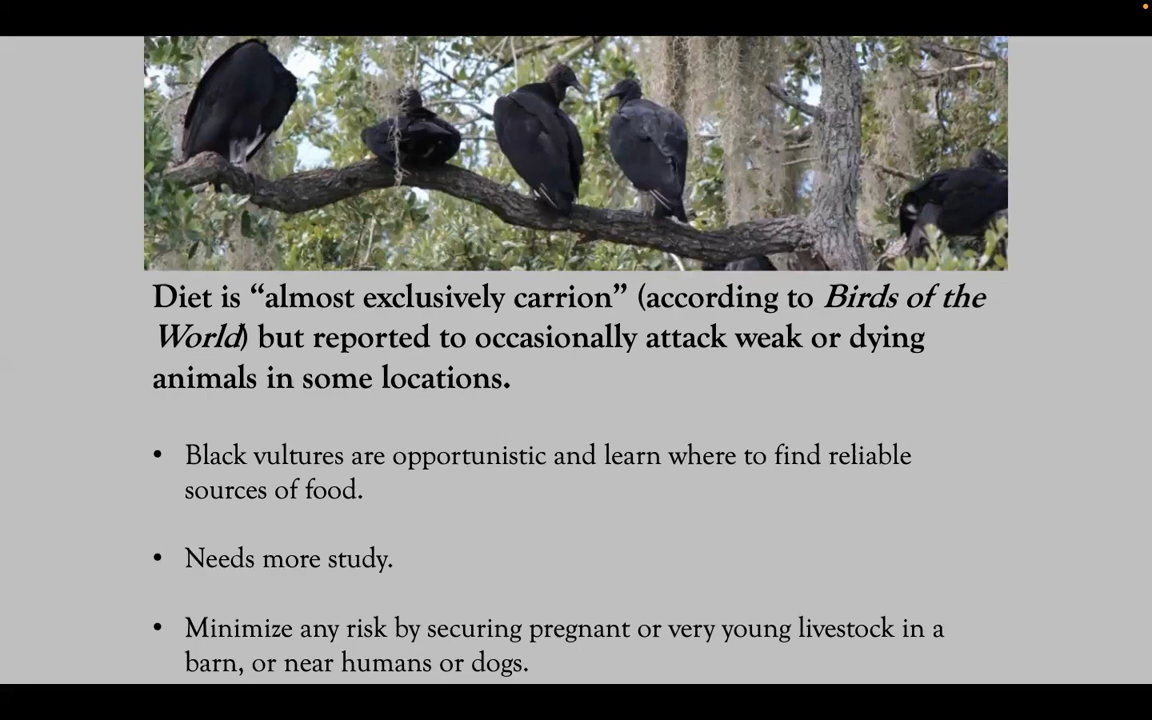 Diet is “almost exclusively carrion” (according to Birds of the
World) but reported to occasionally attack weak or dying
animals in some locations.
• Black vultures are opportunistic and learn where to find reliable
sources of food.
• Needs more study.
• Minimize any risk by securing pregnant or very young livestock in a
barn, or near humans or dogs.